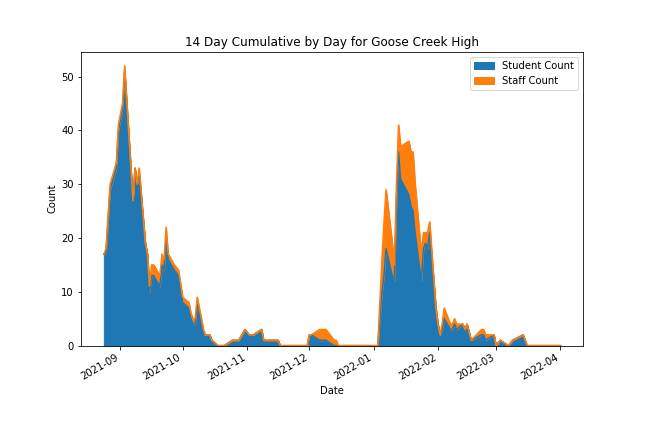 14 Day Cumulative by Day for Goose Creek High
Student Count
Staff Count
Count
50
40
30
20
10
0
2021-09
2021-10
2021-11
2021-12
2022-01
2022-02
2022-03
2022-04
Date